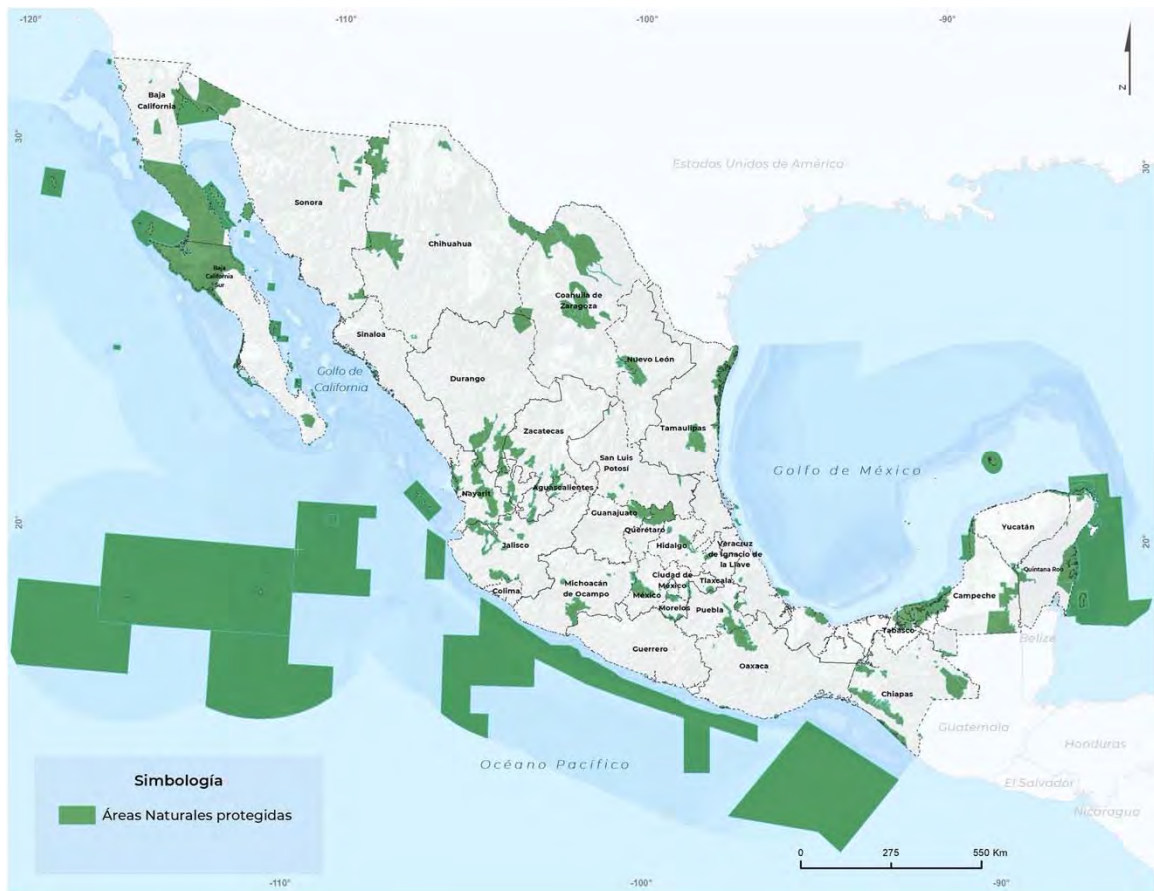 -120°
-110°
-100°
-90°
N
30°
30°
20°
20°
Baja
California
Estados Unidos de América
Sonora
Chihuahua
Baja
California
Sur
Coahuila de
Zaragoza
Sinaloa
Nuevo León
Golfo de
California
Durango
Tamaulipas
Zacatecas
San Luis
Potosí
Golfo de México
Aguascalientes
Nayarit
Guanajuato
Querétaro
Yucatán
Jalisco
Hidalgo
Veracruz
de Ignacio de
la Llave
Quintana Roo
Ciudad de
México
Michoacán
de Ocampo
Tlaxcala
Colima
México
Campeche
Morelos
Puebla
Tabasco
Belize
Guerrero
Oaxaca
Chiapas
Guatemala
Honduras
Océano Pacífico
El Salvador
Nicaragua
Simbología
Áreas Naturales protegidas
0
275
550 Km
-110°
-100°
-90°